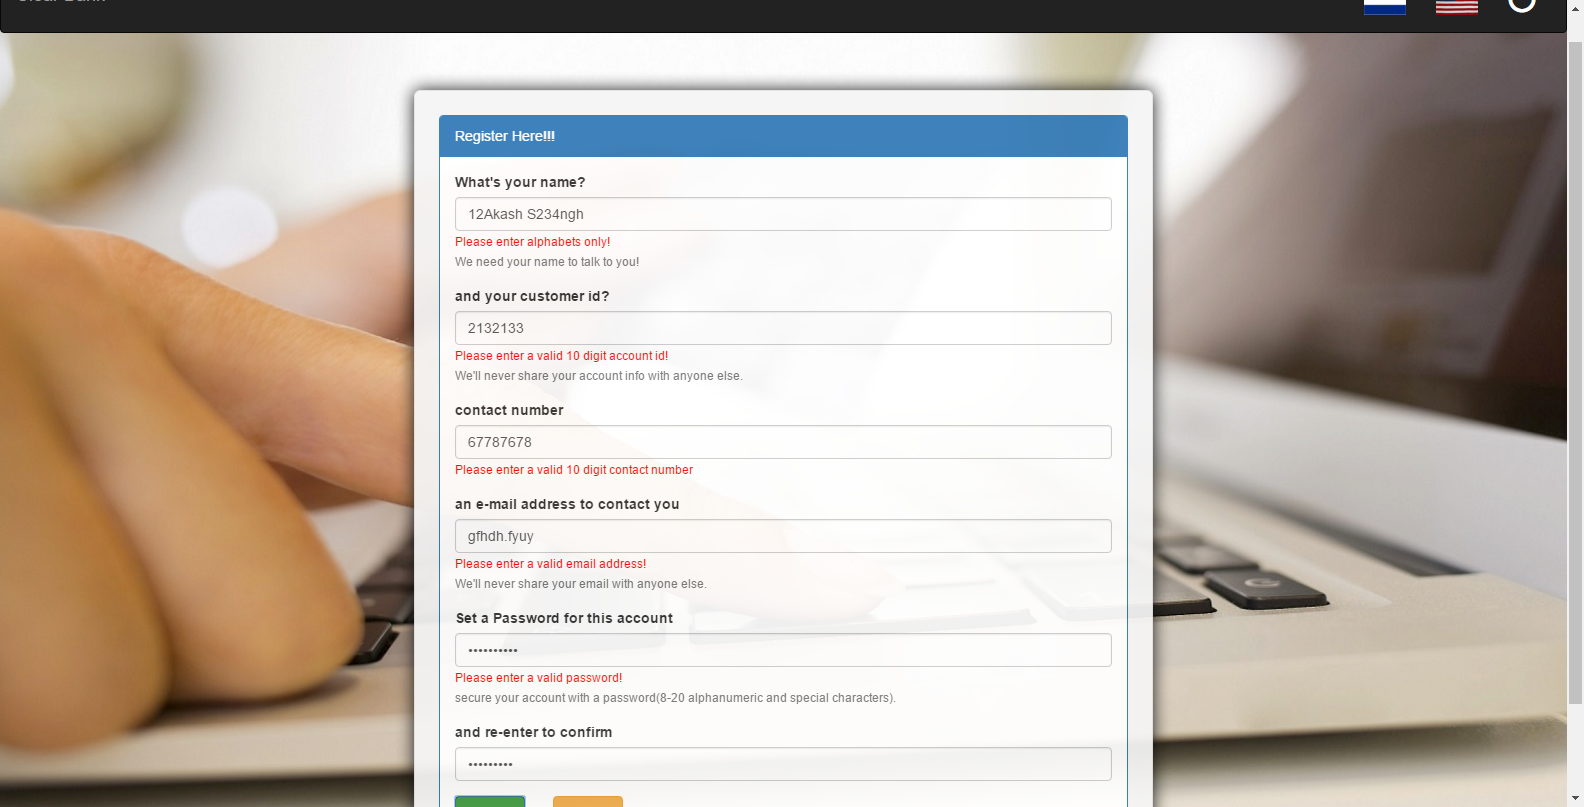 Register Here!!!
What's your name?
12Akash S234ngh
Please enter alphabets only!
We need your name to talk to you!
and your customer id?
2132133
Please enter a valid 10 digit account id!
We'll never share your account info with anyone else.
contact number
67787678
Please enter a valid 10 digit contact number
an e-mail address to contact you
gfhdh.fyuy
Please enter a valid email address!
We'll never share your email with anyone else.
Set a Password for this account
••••••••••
Please enter a valid password!
secure your account with a password(8-20 alphanumeric and special characters).
and re-enter to confirm
•••••••••